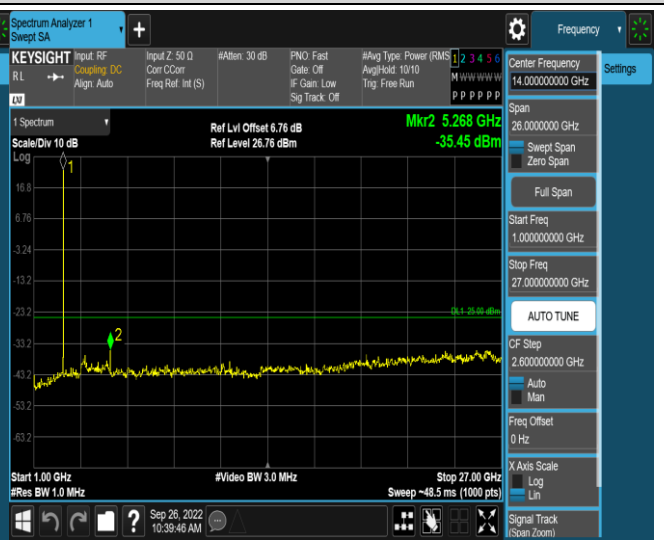 Spectrum Analyzer 1
Swept SA
Frequency
KEYSIGHT
RL
LXI
Input: RF
Coupling: DC
Align: Auto
Input Z: 50 Ω
Corr CCorr
Freq Ref: Int (S)
#Atten: 30 dB
PNO: Fast
Gate: Off
IF Gain: Low
Sig Track: Off
#Avg Type: Power (RMS
Avg|Hold: 10/10
Trig: Free Run
1 2 3 4 5 6
M W W W W W
P P P P P P
1 Spectrum
Scale/Div 10 dB
Log
Ref Lvl Offset 6.76 dB
Ref Level 26.76 dBm
Mkr2 5.268 GHz
-35.45 dBm
1
16.8
6.76
-3.24
-13.2
-23.2
DL1 -25.00 dBm
2
-33.2
-43.2
-53.2
-63.2
Start 1.00 GHz
#Res BW 1.0 MHz
#Video BW 3.0 MHz
Stop 27.00 GHz
Sweep ~48.5 ms (1000 pts)
Sep 26, 2022
10:39:46 AM
Settings
Center Frequency
14.000000000 GHz
Span
26.0000000 GHz
Swept Span
Zero Span
Full Span
Start Freq
1.000000000 GHz
Stop Freq
27.000000000 GHz
AUTO TUNE
CF Step
2.600000000 GHz
Auto
Man
Freq Offset
0 Hz
X Axis Scale
Log
Lin
Signal Track
(Span Zoom)